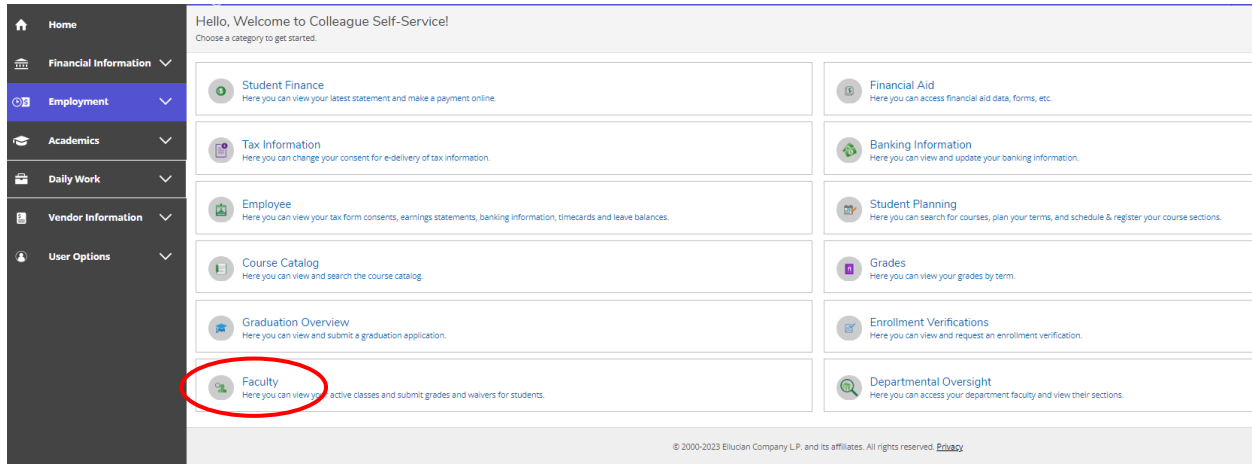 Home
Financial Information
Employment
Academics
Daily Work
Vendor Information
User Options
Hello, Welcome to Colleague Self-Service!
Choose a category to get started.
Student Finance
Here you can view your latest statement and make a payment online.
Financial Aid
Here you can access financial aid data, forms, etc.
Tax Information
Here you can change your consent for e-delivery of tax information.
Banking Information
Here you can view and update your banking information.
Employee
Here you can view your tax form consents, earnings statements, banking information, timecards and leave balances.
Student Planning
Here you can search for courses, plan your terms, and schedule & register your course sections.
Course Catalog
Here you can view and search the course catalog.
Grades
Here you can view your grades by term.
Graduation Overview
Here you can view and submit a graduation application.
Enrollment Verifications
Here you can view and request an enrollment verification.
Faculty
Here you can view your active classes and submit grades and waivers for students.
Departmental Oversight
Here you can access your department faculty and view their sections.
© 2000-2023 Ellucian Company L.P. and its affiliates. All rights reserved. Privacy